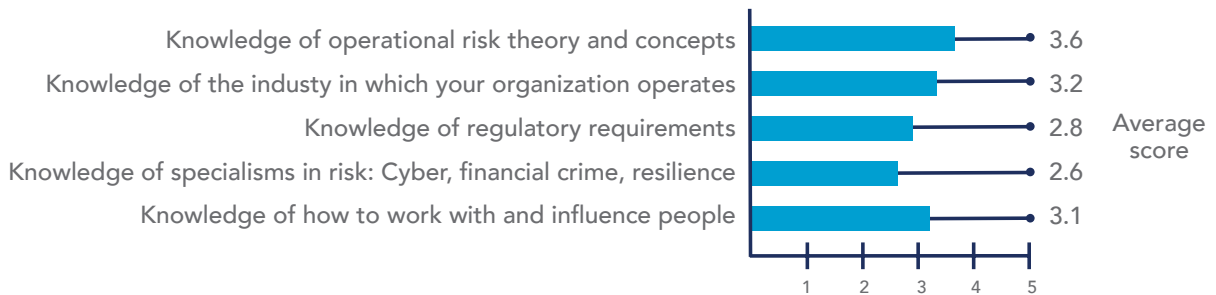 Knowledge of operational risk theory and concepts 3.6
Knowledge of the industy in which your organization operates 3.2
Knowledge of regulatory requirements 2.8
Average
score
Knowledge of specialisms in risk: Cyber, financial crime, resilience 2.6
Knowledge of how to work with and influence people 3.1
1 2 3 4 5